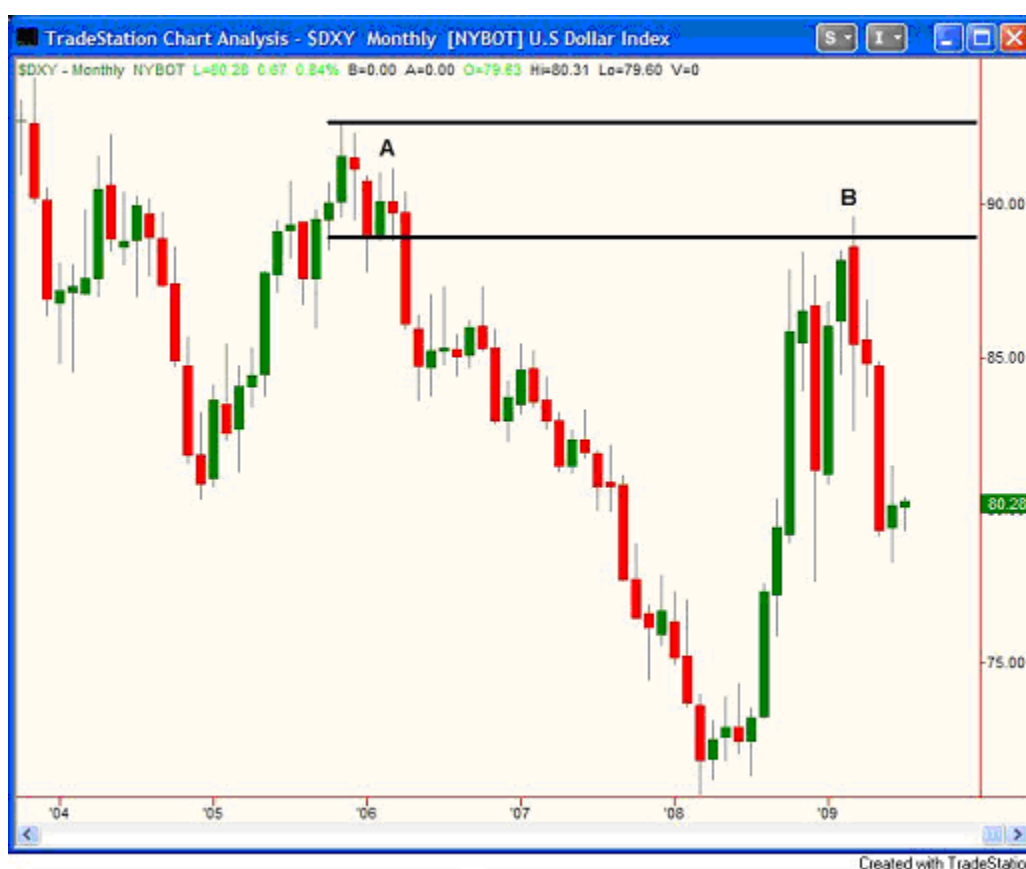 TradeStation Chart Analysis - $DXY Monthly [NYBOT] U.S Dollar Index
S
I
$DXY - Monthly NYBOT L=80.28 0.67 0.84% B=0.00 A=0.00 O=79.63 Hi=80.31 Lo=79.60 V=0
A
B
90.00
85.00
80.28
75.00
'04 '05 '06 '07 '08 '09
Created with TradeStation